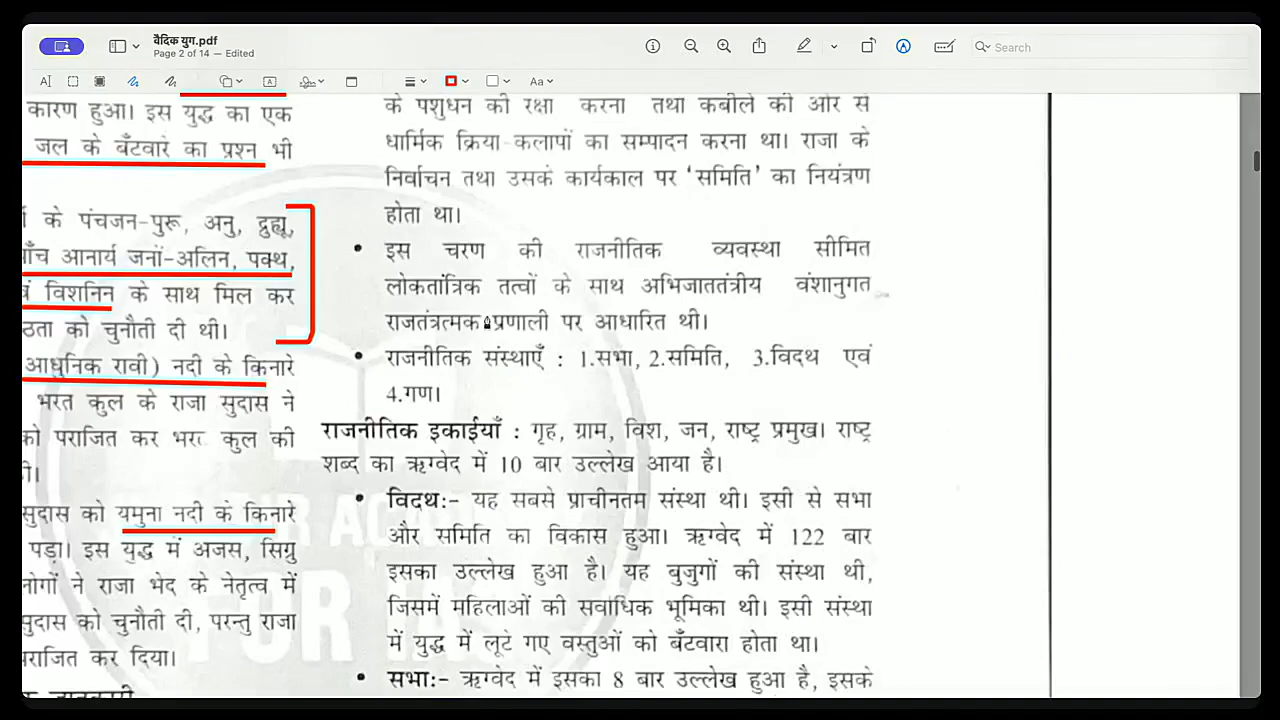 वैदिक युग.pdf
Page 2 of 14 — Edited
Search
Aa
कारण हुआ। इस युद्ध का एक
जल के बँटवारे का प्रश्न भी
के पंचजन-पुरू, अनु, द्रुह्यू,
आनार्य जनों-अलिन, पक्थ,
विशनिन के साथ मिल कर
को चुनौती दी थी।
आधुनिक रावी) नदी के किनारे
भरत कुल के राजा सुदास ने
को पराजित कर भरत कुल की
सुदास को यमुना नदी के किनारे
पड़ा। इस युद्ध में अजस, सिग्रु
राजा भेद के नेतृत्व में
सुदास को चुनौती दी, परन्तु राजा
कर दिया।
के पशुधन की रक्षा करना तथा कबीले की ओर से
धार्मिक क्रिया-कलापों का सम्पादन करना था। राजा के
निर्वाचन तथा उसके कार्यकाल पर ‘समिति’ का नियंत्रण
होता था।
• इस चरण की राजनीतिक व्यवस्था सीमित
लोकतांत्रिक तत्वों के साथ अभिजाततंत्रीय वंशानुगत
राजतंत्रत्मक प्रणाली पर आधारित थी।
• राजनीतिक संस्थाएँ : 1.सभा, 2.समिति, 3.विदथ एवं
4.गण।
राजनीतिक इकाईयाँ : गृह, ग्राम, विश, जन, राष्ट्र प्रमुख। राष्ट्र
शब्द का ऋग्वेद में 10 बार उल्लेख आया है।
• विदथ:- यह सबसे प्राचीनतम संस्था थी। इसी से सभा
और समिति का विकास हुआ। ऋग्वेद में 122 बार
इसका उल्लेख हुआ है। यह बुजुगों की संस्था थी,
जिसमें महिलाओं की सर्वाधिक भूमिका थी। इसी संस्था
में युद्ध में लूटे गए वस्तुओं को बँटवारा होता था।
• सभा:- ऋग्वेद में इसका 8 बार उल्लेख हुआ है, इसके